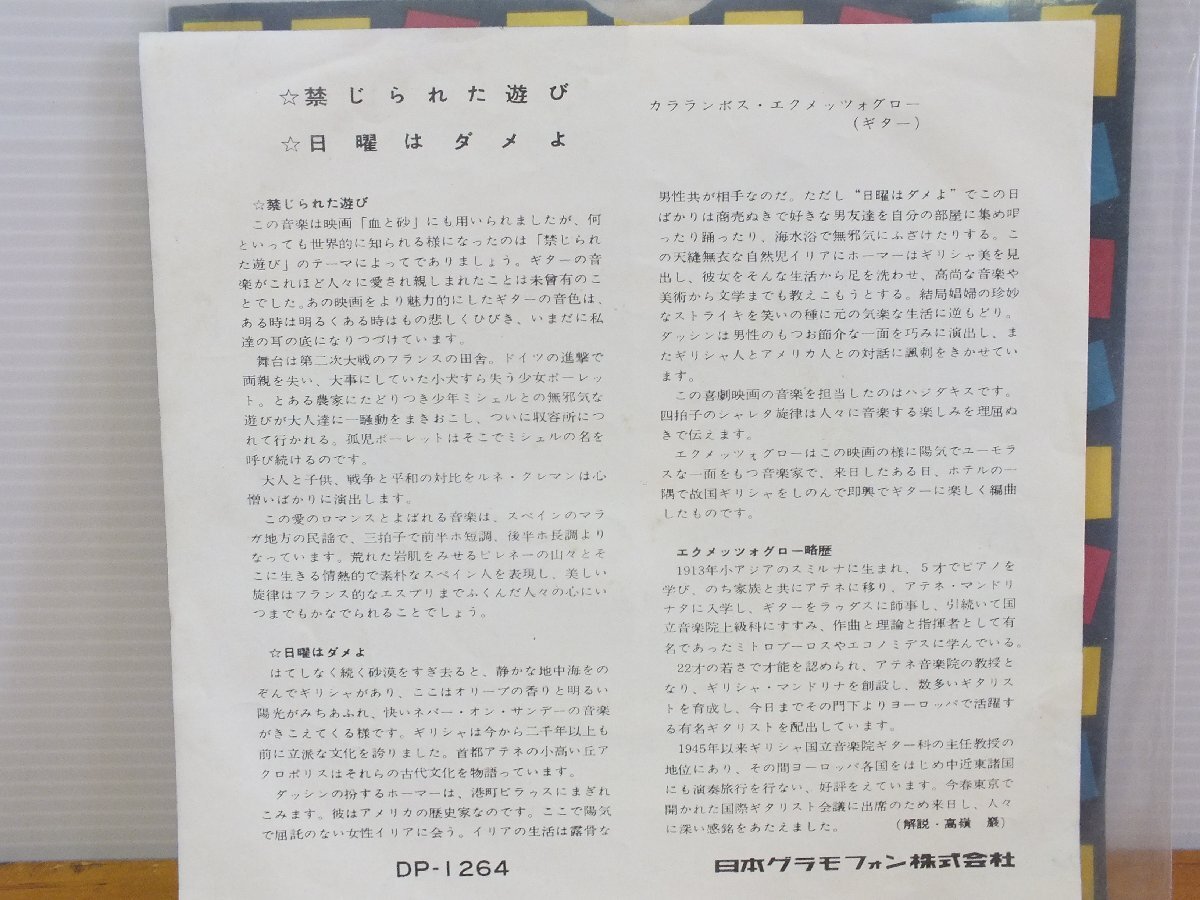 ☆禁じられた遊び
☆日曜はダメよ
カラランボス・エクメッツォグロー
(ギター)
☆禁じられた遊び
この音楽は映画「血と砂」にも用いられましたが、何
といっても世界的に知られる様になったのは「禁じられ
た遊び」のテーマによってでありましょう。ギターの音
楽がこれほど人々に愛され親しまれたことは未曾有のこ
とでした。あの映画をより魅力的にしたギターの音色は、
ある時は明るくある時はもの悲しくひびき、いまだに私
達の耳の底になりつづけています。
舞台は第二次大戦のフランスの田舎。ドイツの進撃で
両親を失い、大事にしていた小犬すら失う少女ポーレッ
ト。とある農家にたどりつき少年ミシェルとの無邪気な
遊びが大人達に一騒動をまきおこし、ついに収容所につ
れて行かれる。孤児ポーレットはそこでミシェルの名を
呼び続けるのです。
大人と子供、戦争と平和の対比をルネ・クレマンは心
憎いばかりに演出します。
この愛のロマンスとよばれる音楽は、スペインのマラ
ガ地方の民謡で、三拍子で前半ホ短調、後半ホ長調より
なっています。荒れた岩肌をみせるピレネーの山々とそ
こに生きる情熱的で素朴なスペイン人を表現し、美しい
旋律はフランス的なエスプリまでふくんだ人々の心にい
つまでもかなでられることでしょう。
☆日曜はダメよ
はてしなく続く砂漠をすぎ去ると、静かな地中海をの
ぞんでギリシャがあり、ここはオリーブの香りと明るい
陽光がみちあふれ、快いネバー・オン・サンデーの音楽
がきこえてくる様です。ギリシャは今から二千年以上も
前に立派な文化を誇りました。首都アテネの小高い丘ア
クロポリスはそれらの古代文化を物語っています。
ダッシンの扮するホーマーは、港町ピラゥスにまぎれ
こみます。彼はアメリカの歴史家なのです。ここで陽気
で屈託のない女性イリアに会う。イリアの生活は露骨な
男性共が相手なのだ。ただし“日曜はダメよ”でこの日
ばかりは商売ぬきで好きな男友達を自分の部屋に集め唄
ったり踊ったり、海水浴で無邪気にふざけたりする。こ
の天縫無衣な自然児イリアにホーマーはギリシャ美を見
出し、彼女をそんな生活から足を洗わせ、高尚な音楽や
美術から文学までも教えこもうとする。結局娼婦の珍妙
なストライキを笑いの種に元の気楽な生活に逆もどり。
ダッシンは男性のもつお節介な一面を巧みに演出し、ま
たギリシャ人とアメリカ人との対話に諷刺をきかせてい
ます。
この喜劇映画の音楽を担当したのはハジダキスです。
四拍子のシャレタ旋律は人々に音楽する楽しみを理屈ぬ
きで伝えます。
エクメッツォグローはこの映画の様に陽気でユーモラ
スな一面をもつ音楽家で、来日したある日、ホテルの一
隅で故国ギリシャをしのんで即興でギターに楽しく編曲
したものです。
エクメッツォグロー略歴
1913年小アジアのスミルナに生まれ、5才でピアノを
学び、のち家族と共にアテネに移り、アテネ・マンドリ
ナタに入学し、ギターをラゥダスに師事し、引続いて国
立音楽院上級科にすすみ、作曲と理論と指揮者として有
名であったミトロプーロスやエコノミデスに学んでいる。
22才の若さで才能を認められ、アテネ音楽院の教授と
なり、ギリシャ・マンドリナを創設し、数多いギタリス
トを育成し、今日までその門下よりヨーロッパで活躍す
る有名ギタリストを配出しています。
1945年以来ギリシャ国立音楽院ギター科の主任教授の
地位にあり、その間ヨーロッパ各国をはじめ中近東諸国
にも演奏旅行を行ない、好評をえています。今春東京で
開かれた国際ギタリスト会議に出席のため来日し、人々
に深い感銘をあたえました。　(解説・高嶺　巌)
DP-1264
日本グラモフォン株式会社